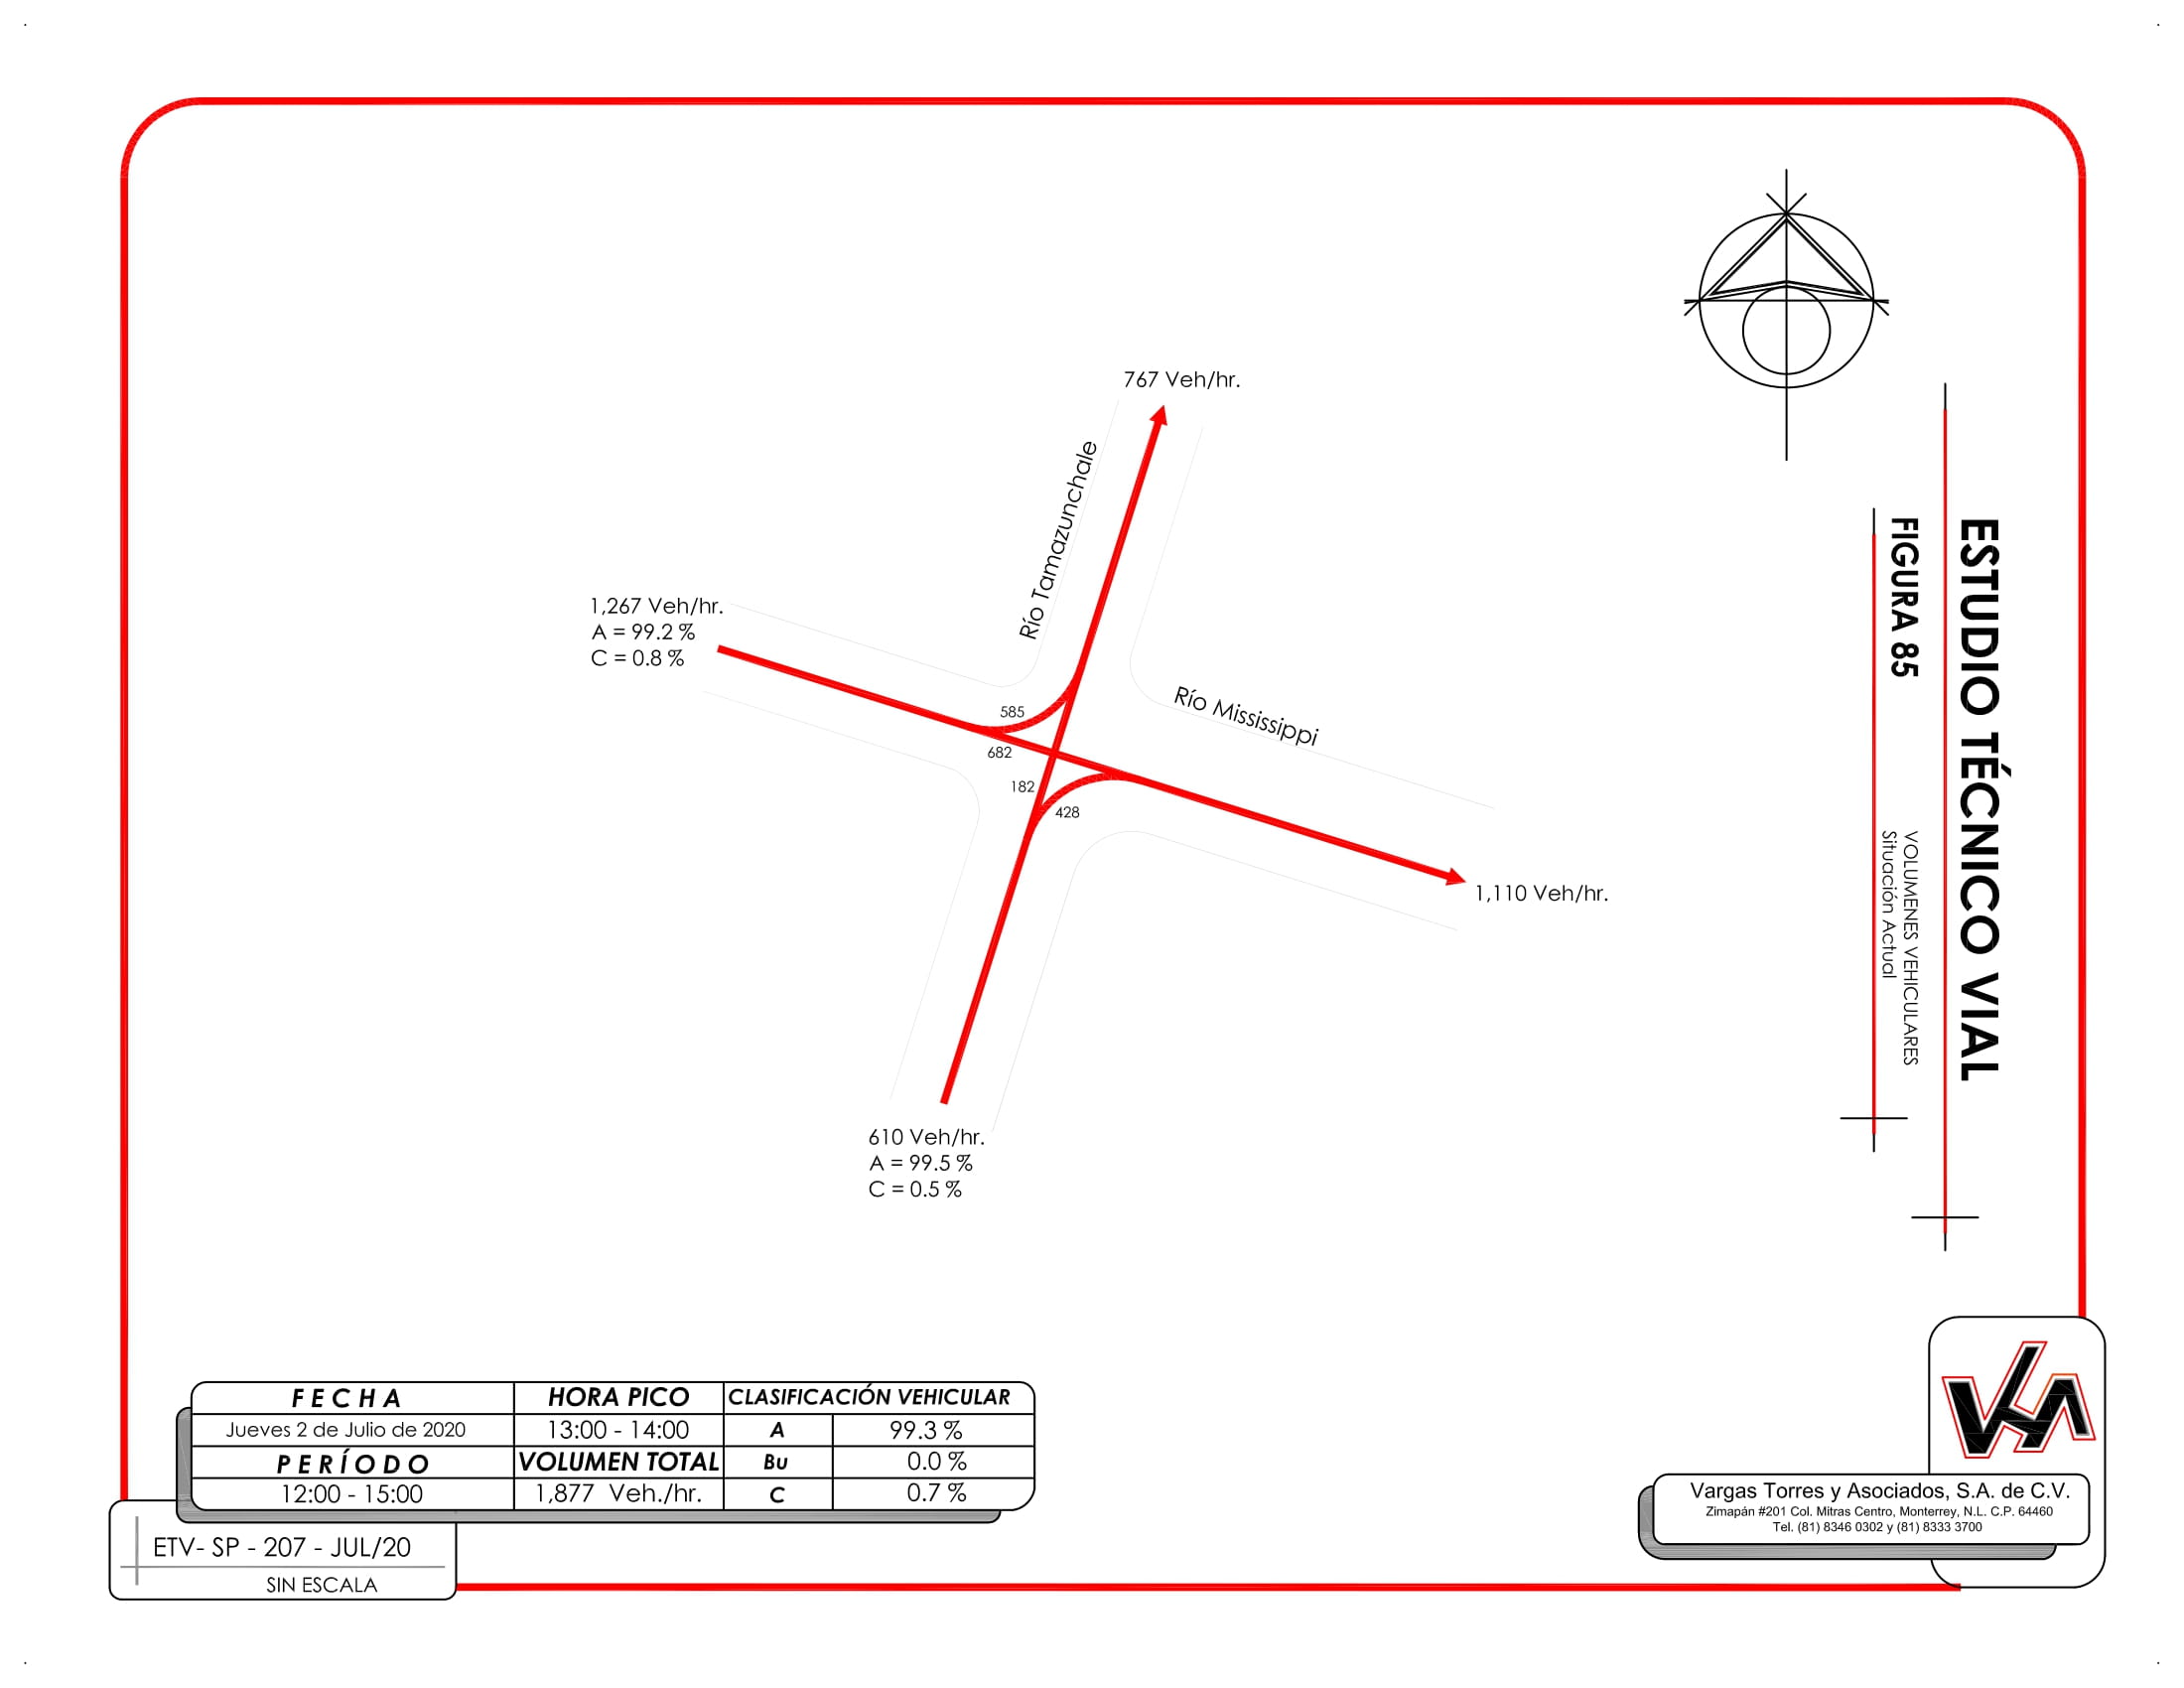 767 Veh/hr.
Río Tamazunchale
1,267 Veh/hr.
A = 99.2 %
C = 0.8 %
585
682
182
428
Río Mississippi
1,110 Veh/hr.
610 Veh/hr.
A = 99.5 %
C = 0.5 %
ESTUDIO TÉCNICO VIAL
FIGURA 85
VOLUMENES VEHICULARES
Situación Actual
FECHA HORA PICO CLASIFICACIÓN VEHICULAR
Jueves 2 de Julio de 2020 13:00 - 14:00 A 99.3 %
PERÍODO VOLUMEN TOTAL Bu 0.0 %
12:00 - 15:00 1,877 Veh./hr. C 0.7 %
ETV- SP - 207 - JUL/20
SIN ESCALA
Vargas Torres y Asociados, S.A. de C.V.
Zimapán #201 Col. Mitras Centro, Monterrey, N.L. C.P. 64460
Tel. (81) 8346 0302 y (81) 8333 3700